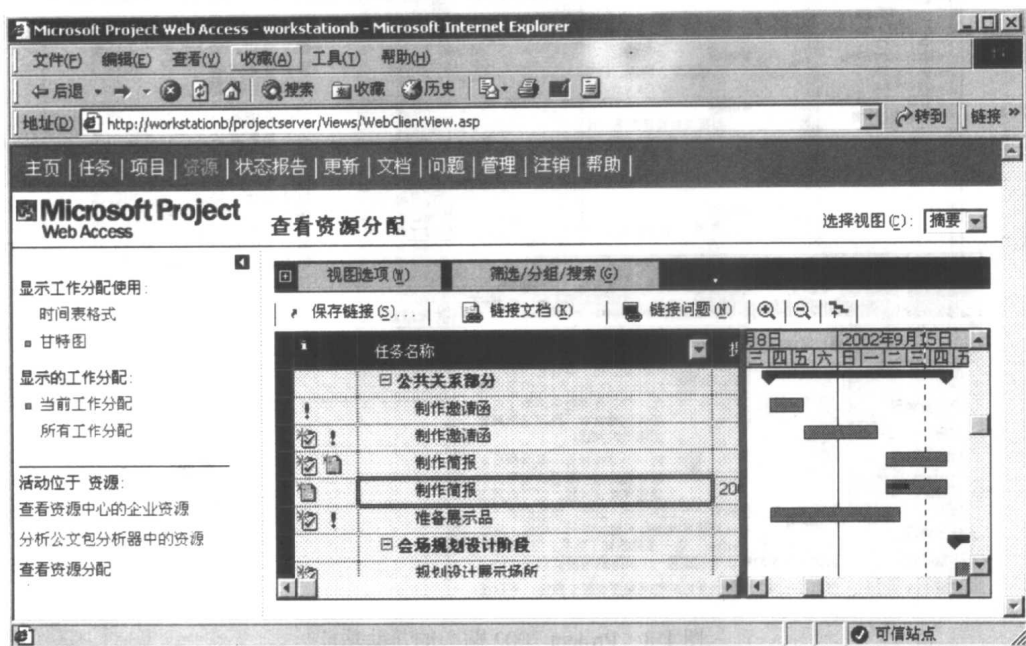 Microsoft Project Web Access - workstationb - Microsoft Internet Explorer
文件(F) 编辑(E) 查看(V) 收藏(A) 工具(T) 帮助(H)
后退 搜索 收藏 历史
地址(D) http://workstationb/projectserver/Views/WebClientView.asp 转到 链接 »
主页 | 任务 | 项目 | 资源 | 状态报告 | 更新 | 文档 | 问题 | 管理 | 注销 | 帮助 |
Microsoft Project
Web Access
查看资源分配
选择视图(C): 摘要
显示工作分配使用:
时间表格式
甘特图
显示的工作分配:
当前工作分配
所有工作分配
活动位于 资源:
查看资源中心的企业资源
分析公文包分析器中的资源
查看资源分配
视图选项(W) 筛选/分组/搜索(G)
保存链接(S)... 链接文档(K) 链接问题(N)
任务名称
月8日 2002年9月15日
三 四 五 六 日 一 二 三 四 五
公共关系部分
! 制作邀请函
! 制作邀请函
制作简报
制作简报 200
! 准备展示品
会场规划设计阶段
规划设计展示场所
可信站点